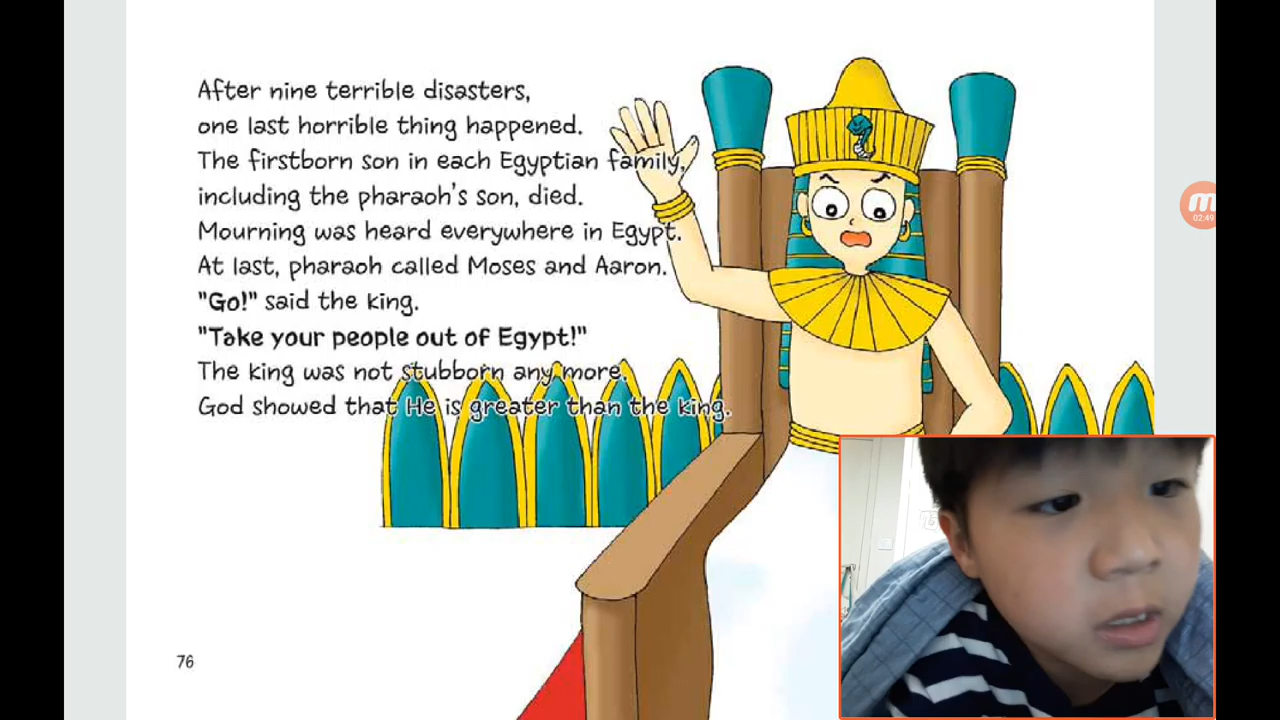 After nine terrible disasters,
one last horrible thing happened.
The firstborn son in each Egyptian family,
including the pharaoh's son, died.
Mourning was heard everywhere in Egypt.
At last, pharaoh called Moses and Aaron.
"Go!" said the king.
"Take your people out of Egypt!"
The king was not stubborn any more.
God showed that He is greater than the king.
76
02:49